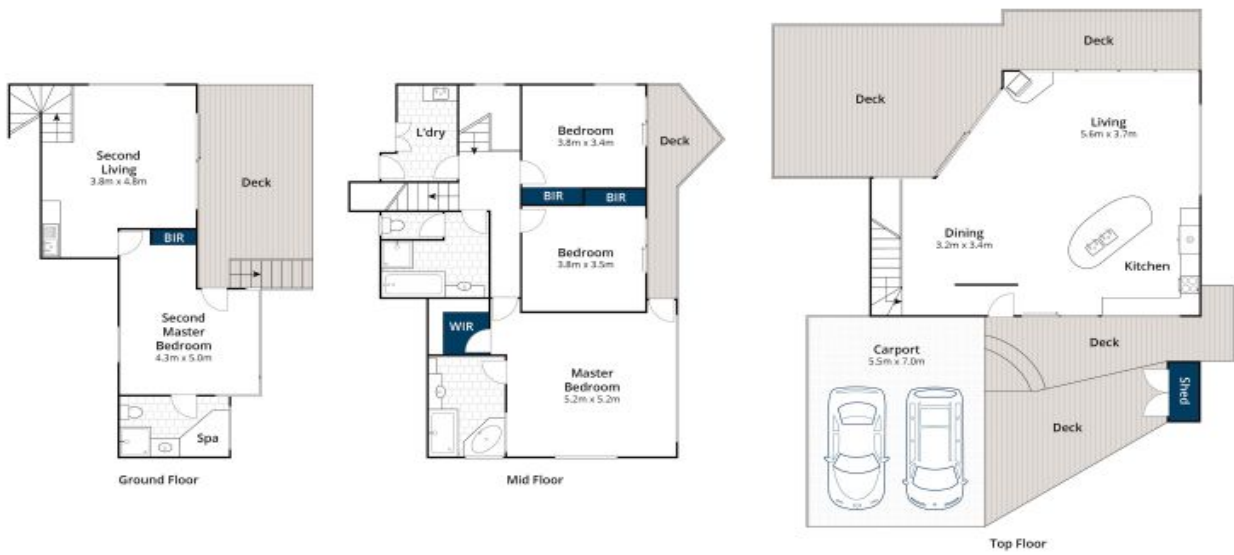 Second
Living
3.8m x 4.8m
Deck
BIR
Second
Master
Bedroom
4.3m x 5.0m
Spa
Ground Floor
L'dry
Bedroom
3.8m x 3.4m
Deck
BIR
BIR
Bedroom
3.8m x 3.5m
WIR
Master
Bedroom
5.2m x 5.2m
Mid Floor
Deck
Deck
Living
5.6m x 3.7m
Dining
3.2m x 3.4m
Kitchen
Carport
5.5m x 7.0m
Deck
Shed
Deck
Top Floor